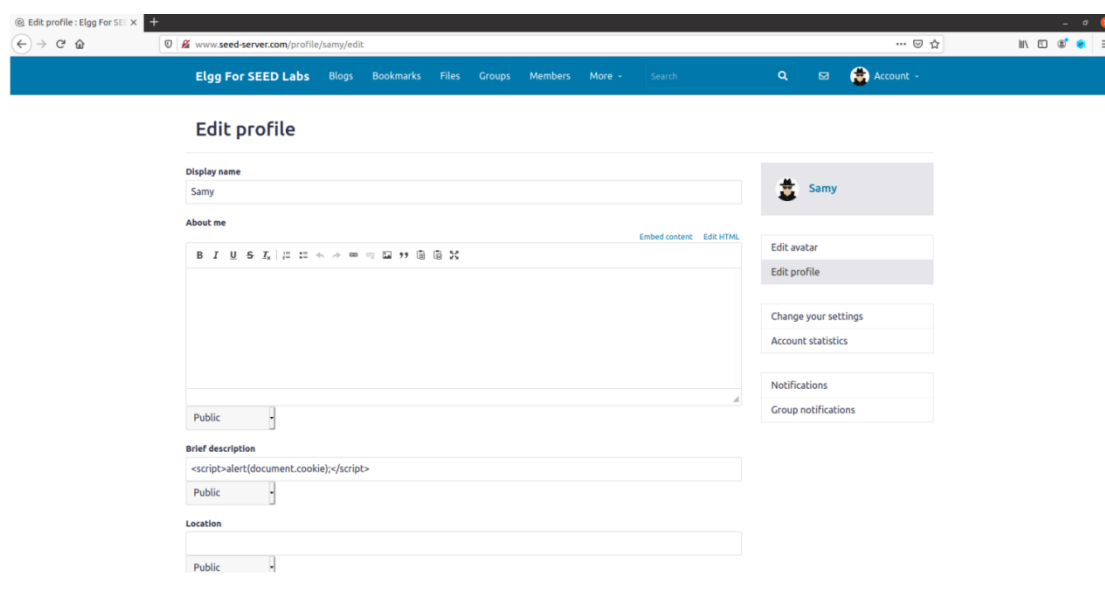 Edit profile : Elgg For SE
www.seed-server.com/profile/samy/edit
Elgg For SEED Labs Blogs Bookmarks Files Groups Members More Search Account
Edit profile
Display name
Samy
About me
Embed content Edit HTML
B I U S Tx
Public
Brief description
<script>alert(document.cookie);</script>
Public
Location
Public
Samy
Edit avatar
Edit profile
Change your settings
Account statistics
Notifications
Group notifications